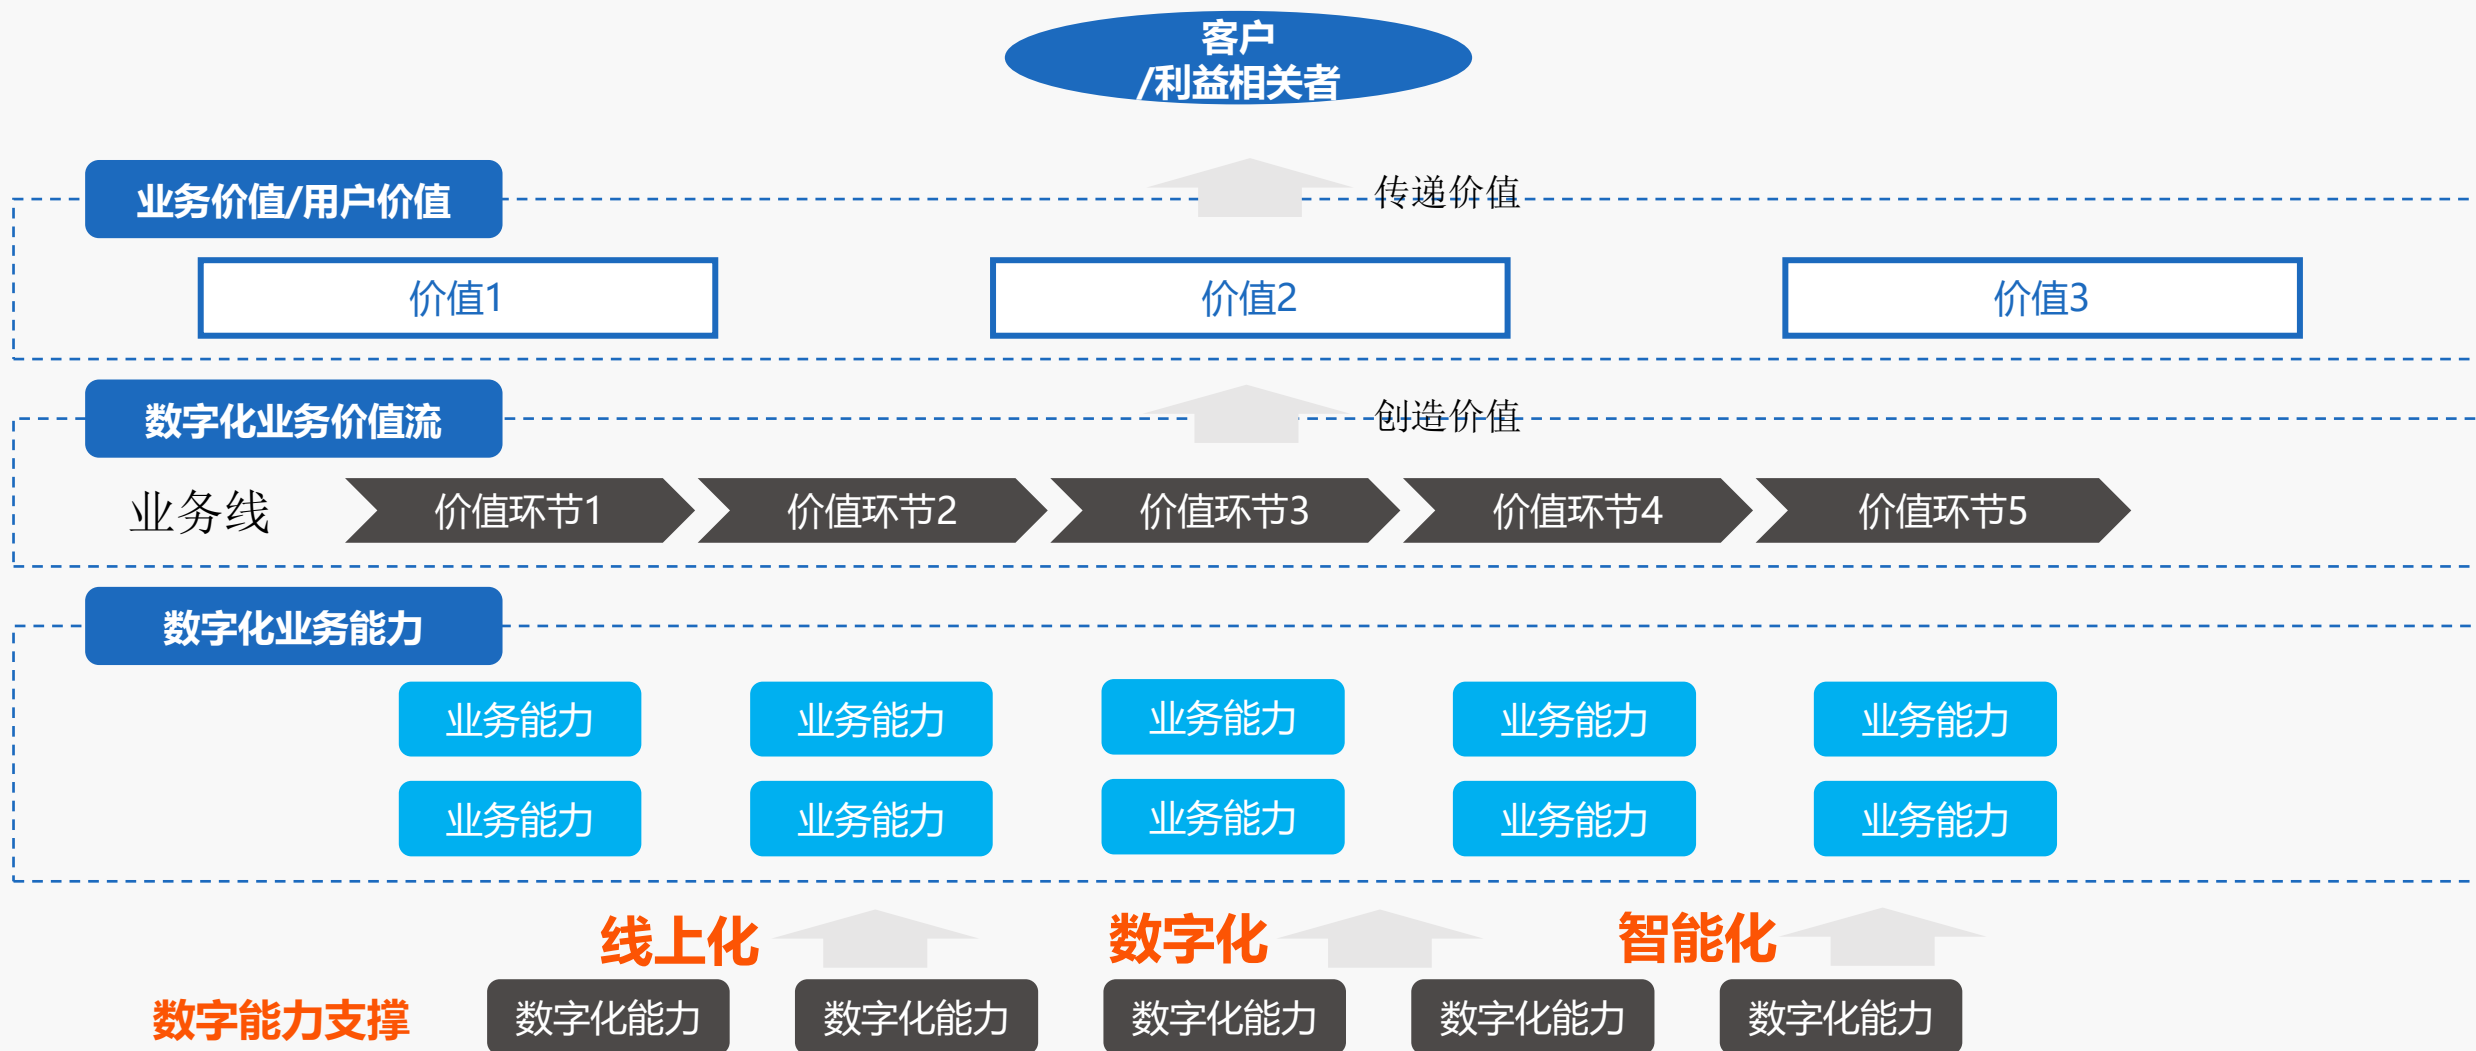 客户
/利益相关者
业务价值/用户价值
传递价值
价值1
价值2
价值3
数字化业务价值流
创造价值
业务线
价值环节1
价值环节2
价值环节3
价值环节4
价值环节5
数字化业务能力
业务能力
业务能力
业务能力
业务能力
业务能力
业务能力
业务能力
业务能力
业务能力
业务能力
线上化
数字化
智能化
数字能力支撑
数字化能力
数字化能力
数字化能力
数字化能力
数字化能力